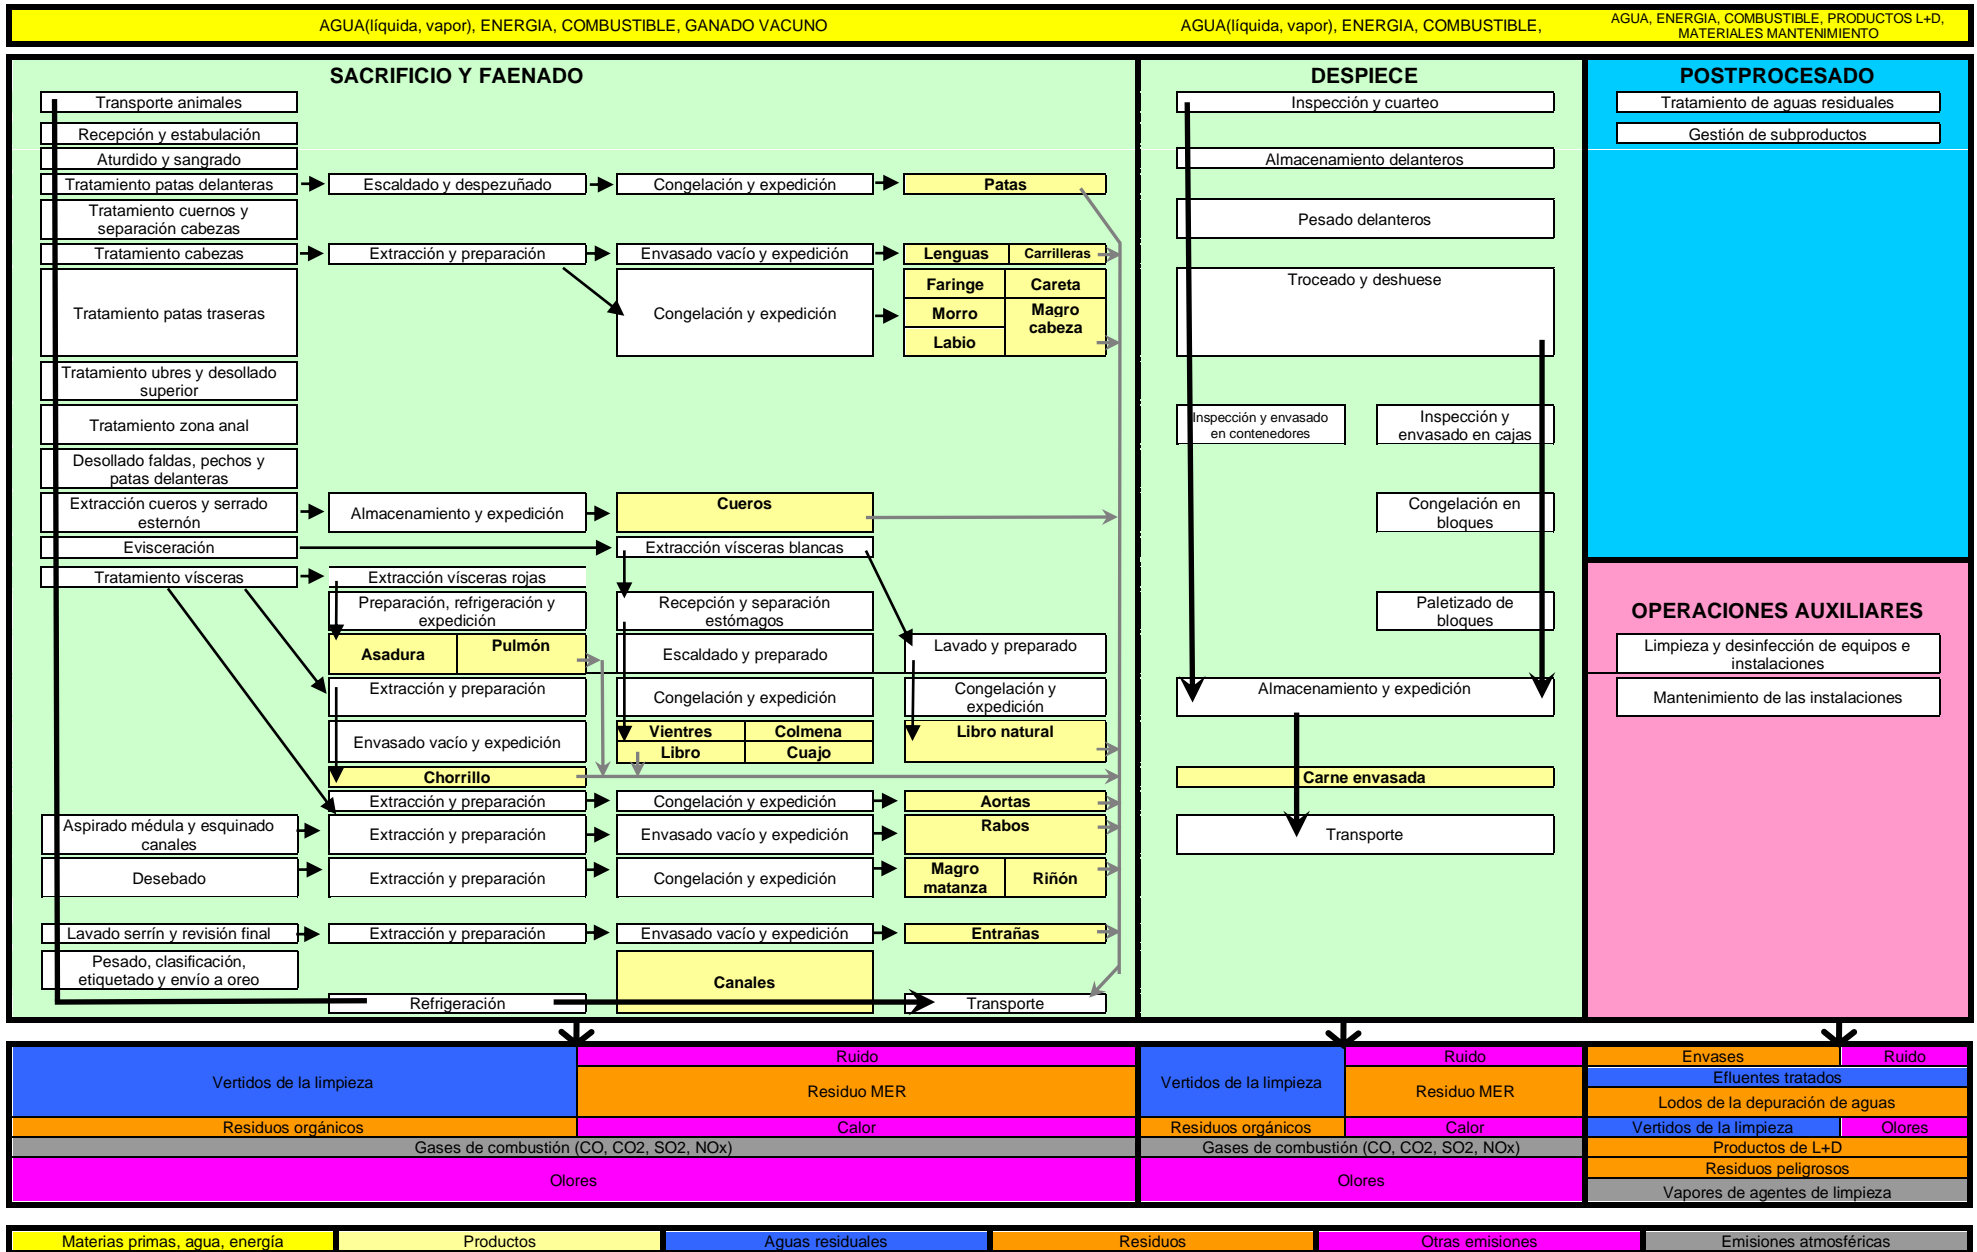 AGUA(líquida, vapor), ENERGIA, COMBUSTIBLE, GANADO VACUNO
AGUA(líquida, vapor), ENERGIA, COMBUSTIBLE,
AGUA, ENERGIA, COMBUSTIBLE, PRODUCTOS L+D,
MATERIALES MANTENIMIENTO
SACRIFICIO Y FAENADO
Transporte animales
Recepción y estabulación
Aturdido y sangrado
Tratamiento patas delanteras
Escaldado y despezuñado
Congelación y expedición
Patas
Tratamiento cuernos y
separación cabezas
Tratamiento cabezas
Extracción y preparación
Envasado vacío y expedición
Lenguas
Carrilleras
Tratamiento patas traseras
Congelación y expedición
Faringe
Careta
Morro
Magro
cabeza
Labio
Tratamiento ubres y desollado
superior
Tratamiento zona anal
Desollado faldas, pechos y
patas delanteras
Extracción cueros y serrado
esternón
Almacenamiento y expedición
Cueros
Evisceración
Extracción vísceras blancas
Tratamiento vísceras
Extracción vísceras rojas
Preparación, refrigeración y
expedición
Recepción y separación
estómagos
Asadura
Pulmón
Escaldado y preparado
Lavado y preparado
Extracción y preparación
Congelación y expedición
Congelación y
expedición
Envasado vacío y expedición
Vientres
Colmena
Libro
Cuajo
Libro natural
Chorrillo
Extracción y preparación
Congelación y expedición
Aortas
Aspirado médula y esquinado
canales
Extracción y preparación
Envasado vacío y expedición
Rabos
Desebado
Extracción y preparación
Congelación y expedición
Magro
matanza
Riñón
Lavado serrín y revisión final
Extracción y preparación
Envasado vacío y expedición
Entrañas
Pesado, clasificación,
etiquetado y envío a oreo
Canales
Refrigeración
Transporte
DESPIECE
Inspección y cuarteo
Almacenamiento delanteros
Pesado delanteros
Troceado y deshuese
Inspección y envasado
en contenedores
Inspección y
envasado en cajas
Congelación en
bloques
Paletizado de
bloques
Almacenamiento y expedición
Carne envasada
Transporte
POSTPROCESADO
Tratamiento de aguas residuales
Gestión de subproductos
OPERACIONES AUXILIARES
Limpieza y desinfección de equipos e
instalaciones
Mantenimiento de las instalaciones
Vertidos de la limpieza
Ruido
Residuo MER
Residuos orgánicos
Calor
Gases de combustión (CO, CO2, SO2, NOx)
Olores
Vertidos de la limpieza
Ruido
Residuo MER
Residuos orgánicos
Calor
Gases de combustión (CO, CO2, SO2, NOx)
Olores
Envases
Ruido
Efluentes tratados
Lodos de la depuración de aguas
Vertidos de la limpieza
Olores
Productos de L+D
Residuos peligrosos
Vapores de agentes de limpieza
Materias primas, agua, energía
Productos
Aguas residuales
Residuos
Otras emisiones
Emisiones atmosféricas